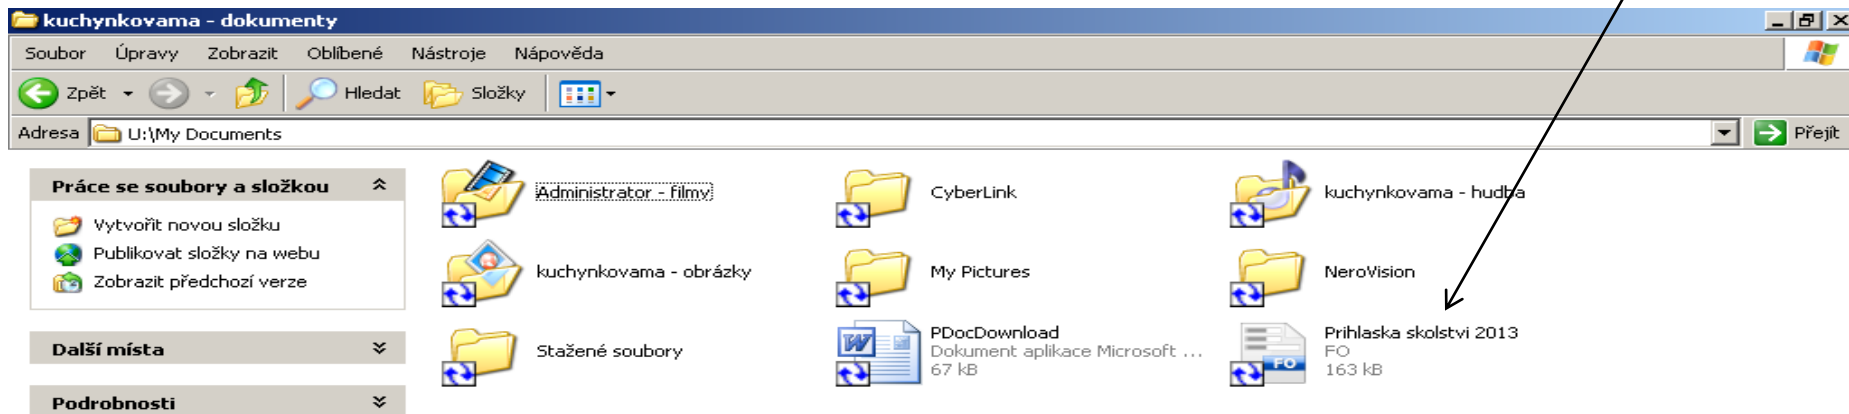 kuchynkovama - dokumenty
Soubor Úpravy Zobrazit Oblíbené Nástroje Nápověda
Zpět Hledat Složky
Adresa U:\My Documents Přejít
Práce se soubory a složkou
Vytvořit novou složku
Publikovat složky na webu
Zobrazit předchozí verze
Další místa
Podrobnosti
Administrator - filmy
CyberLink
kuchynkovama - hudba
kuchynkovama - obrázky
My Pictures
NeroVision
Stažené soubory
PDocDownload
Dokument aplikace Microsoft ...
67 kB
FO
Prihlaska skolstvi 2013
FO
163 kB